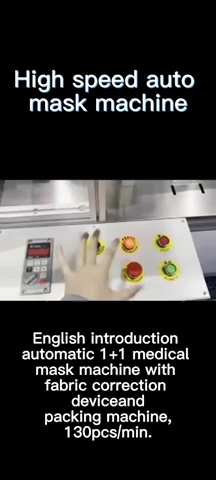 High speed auto
mask machine
English introduction
automatic 1+1 medical
mask machine with
fabric correction
deviceand
packing machine,
130pcs/min.